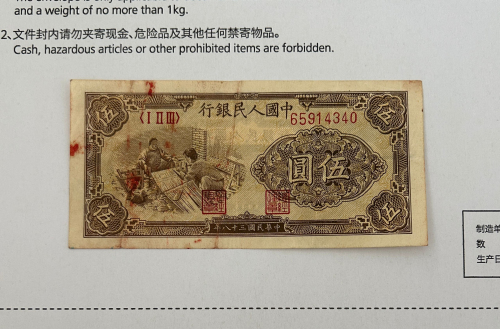 and a weight of no more than 1kg.
2、文件封内请勿夹寄现金、危险品及其他任何禁寄物品。
Cash, hazardous articles or other prohibited items are forbidden.
行銀民人國中
〈I II III〉
65914340
伍
伍
圓伍
伍
伍
年八十三國民華中
制造单
数
生产日